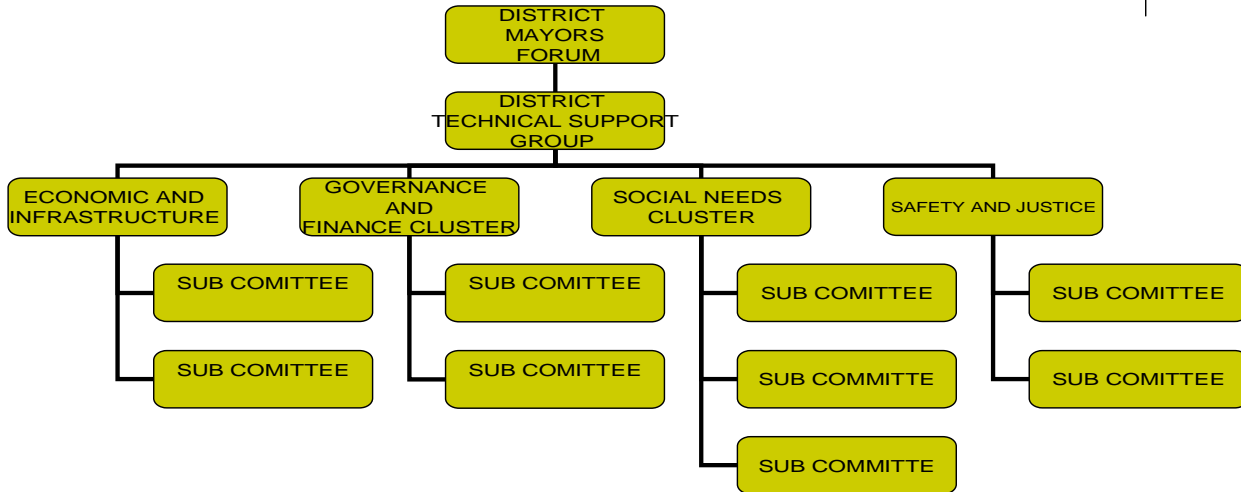 DISTRICT
MAYORS
FORUM
DISTRICT
TECHNICAL SUPPORT
GROUP
ECONOMIC AND
INFRASTRUCTURE
GOVERNANCE
AND
FINANCE CLUSTER
SOCIAL NEEDS
CLUSTER
SAFETY AND JUSTICE
SUB COMITTEE
SUB COMITTEE
SUB COMITTEE
SUB COMITTEE
SUB COMITTEE
SUB COMITTEE
SUB COMMITTE
SUB COMITTEE
SUB COMMITTE